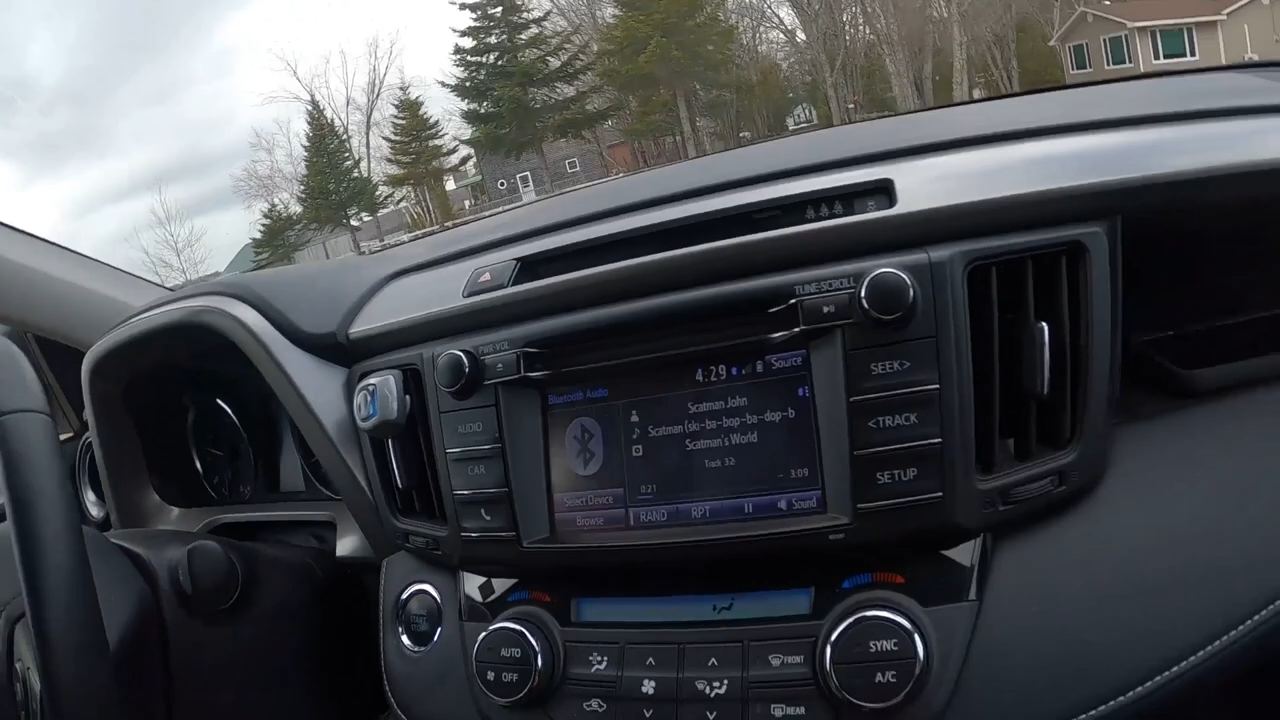 TUNE·SCROLL
PWR·VOL
AUDIO
CAR
SEEK>
<TRACK
SETUP
4:29
Source
Bluetooth Audio
Scatman John
Scatman (ski-ba-bop-ba-dop-b
Scatman's World
Track 32
0:21
- 3:09
Select Device
Browse
RAND
RPT
Sound
START
STOP
AUTO
OFF
FRONT
REAR
SYNC
A/C